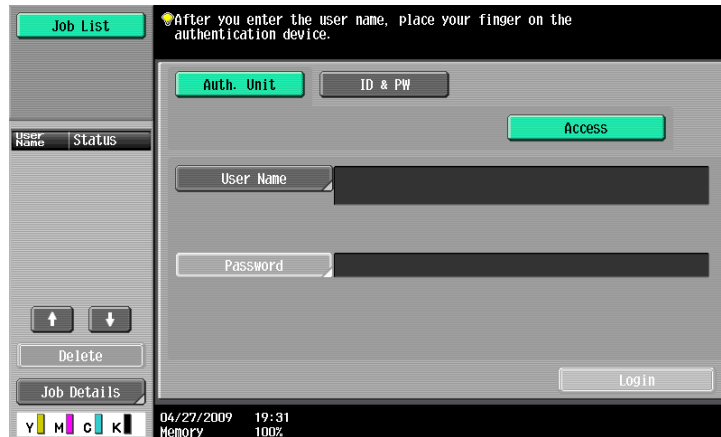 Job List
After you enter the user name, place your finger on the
authentication device.
Auth. Unit
ID & PW
Access
User Name
Status
User Name
Password
Delete
Login
Job Details
Y M C K
04/27/2009 19:31
Memory 100%